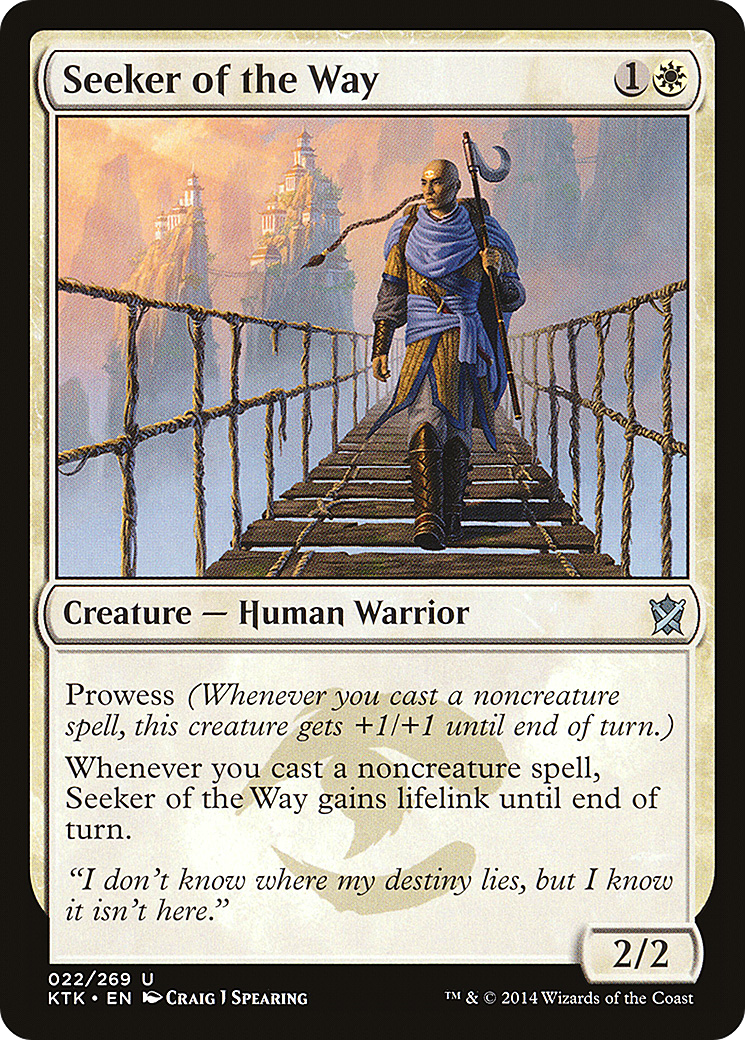 Seeker of the Way 1
Creature — Human Warrior
Prowess (Whenever you cast a noncreature
spell, this creature gets +1/+1 until end of turn.)
Whenever you cast a noncreature spell,
Seeker of the Way gains lifelink until end of
turn.
“I don’t know where my destiny lies, but I know
it isn’t here.”
2/2
022/269 U
KTK • EN Craig J Spearing
™ & © 2014 Wizards of the Coast